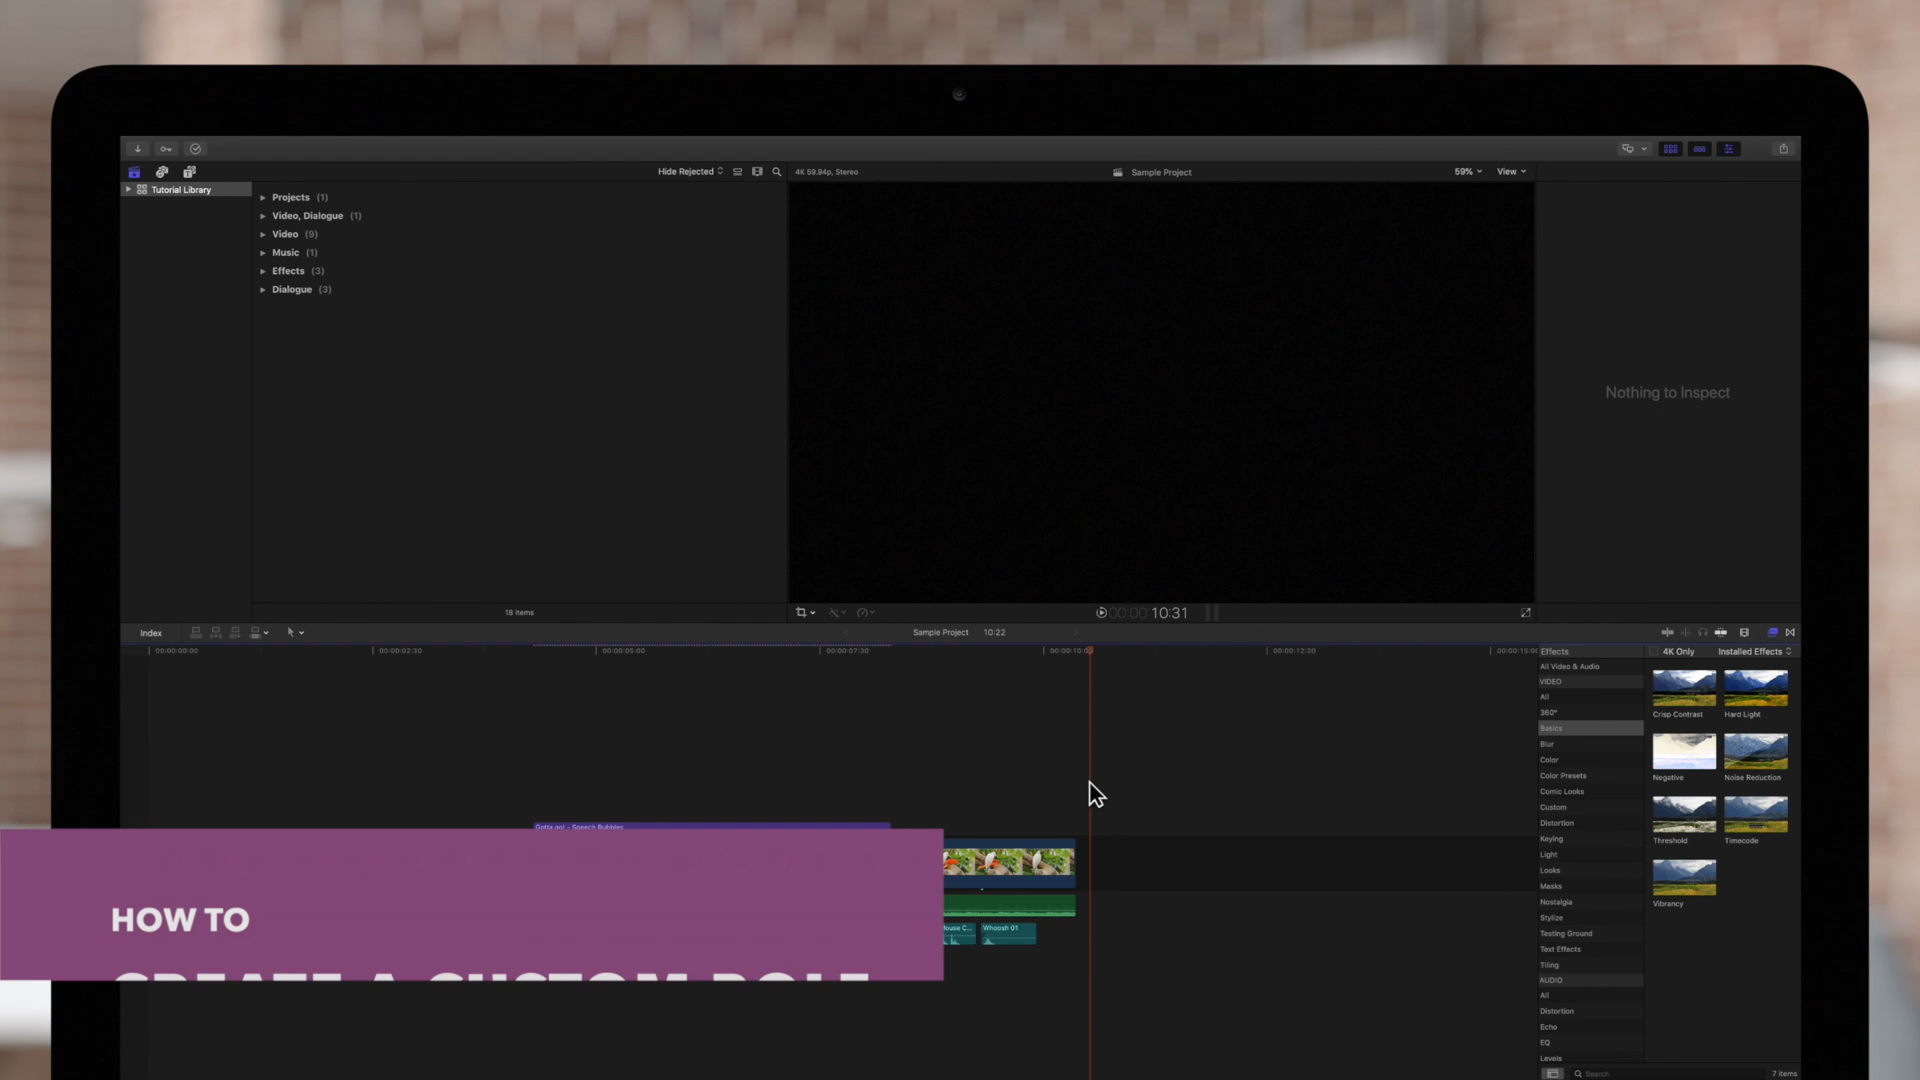 Hide Rejected
4K 59.94p, Stereo
Sample Project
59%
View
Tutorial Library
Projects (1)
Video, Dialogue (1)
Video (9)
Music (1)
Effects (3)
Dialogue (3)
Nothing to Inspect
18 items
00:00:00 10:31
Index
Sample Project 10:22
00:00:00:00
00:00:02:30
00:00:05:00
00:00:07:30
00:00:10:00
00:00:12:30
00:00:15:00
Effects
4K Only
Installed Effects
All Video & Audio
VIDEO
All
360°
Basics
Blur
Color
Color Presets
Comic Looks
Custom
Distortion
Keying
Light
Looks
Masks
Nostalgia
Stylize
Testing Ground
Text Effects
Tiling
AUDIO
All
Distortion
Echo
EQ
Levels
Crisp Contrast
Hard Light
Negative
Noise Reduction
Threshold
Timecode
Vibrancy
Search
7 items
Gotta go! - Speech Bubbles
ouse C...
Whoosh 01
HOW TO
CREATE A CUSTOM ROLE